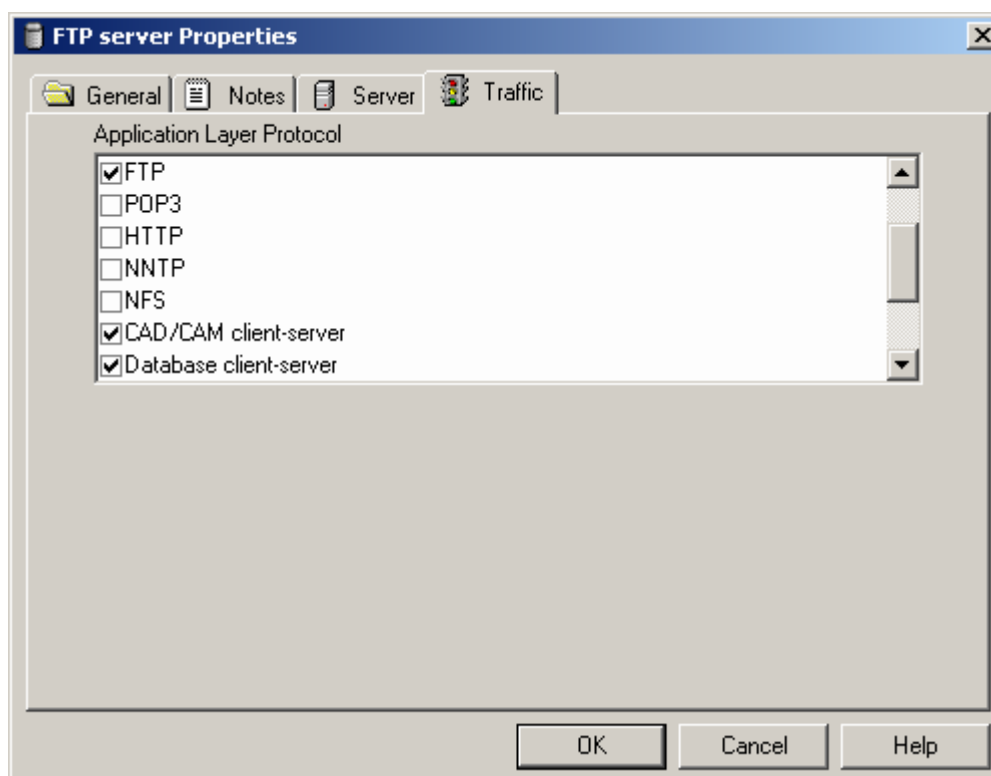 FTP server Properties
General Notes Server Traffic
Application Layer Protocol
FTP
POP3
HTTP
NNTP
NFS
CAD/CAM client-server
Database client-server
OK Cancel Help